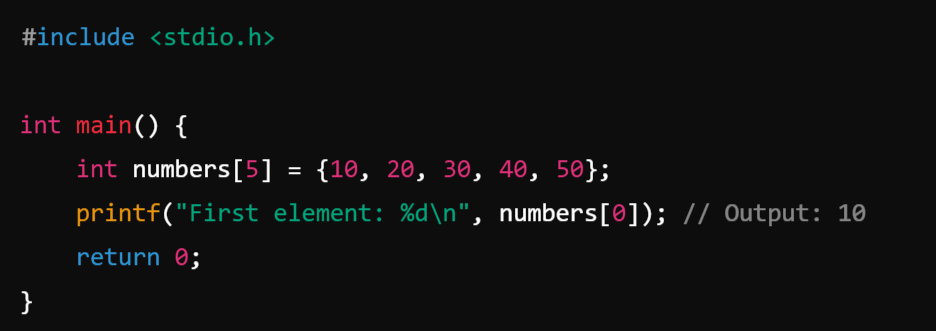 #include <stdio.h>

int main() {
    int numbers[5] = {10, 20, 30, 40, 50};
    printf("First element: %d\n", numbers[0]); // Output: 10
    return 0;
}